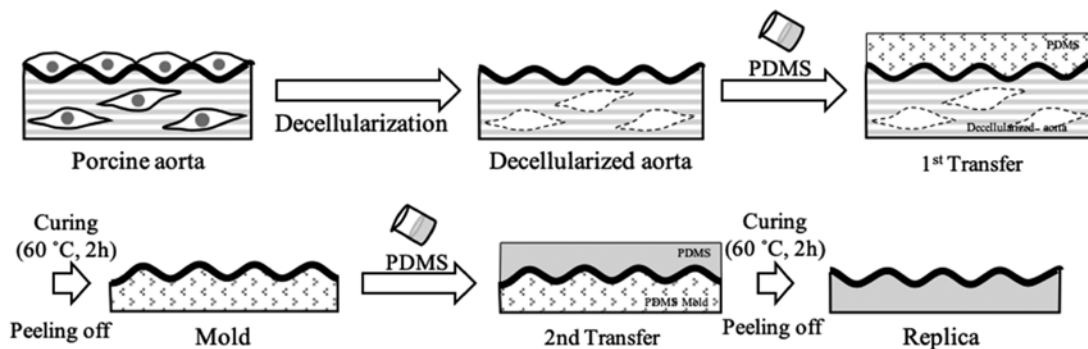 PDMS
PDMS
Decellularization
Decellularized aorta
Porcine aorta
Decellularized aorta
1st Transfer
Curing
(60 ˚C, 2h)
Peeling off
Mold
PDMS
PDMS
PDMS Mold
2nd Transfer
Curing
(60 ˚C, 2h)
Peeling off
Replica